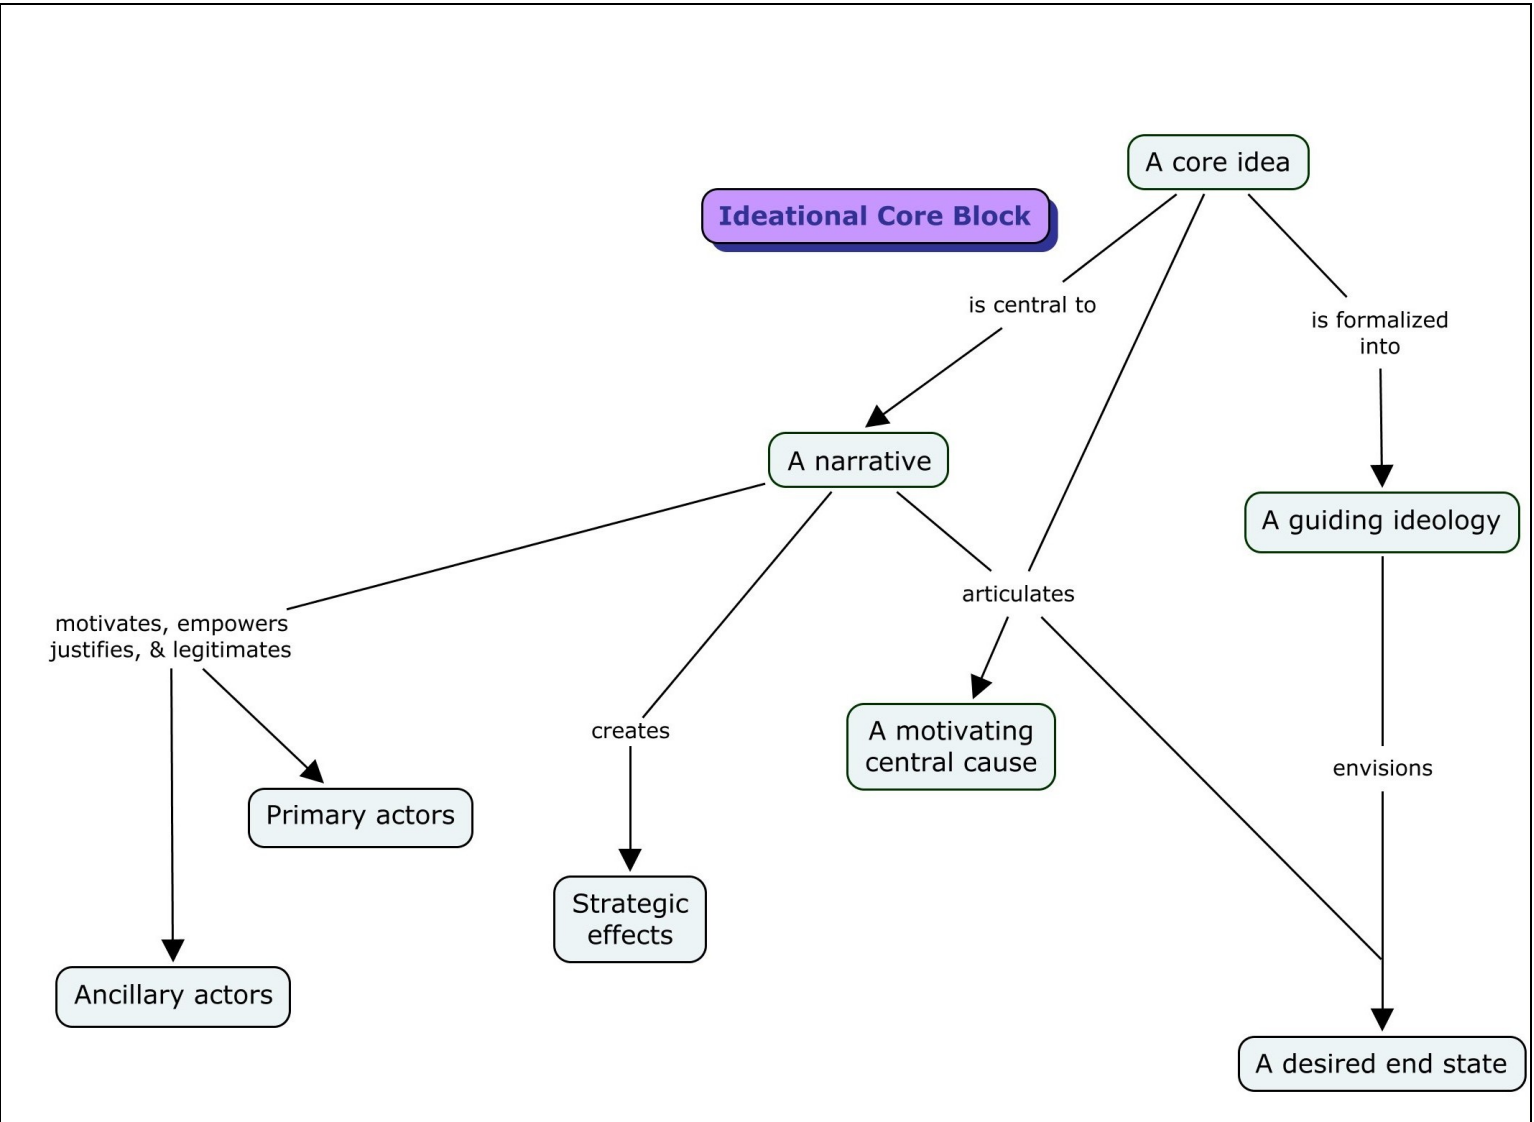 A core idea
Ideational Core Block
is central to
is formalized
into
A narrative
A guiding ideology
articulates
motivates, empowers
justifies, & legitimates
creates
A motivating
central cause
envisions
Primary actors
Strategic
effects
Ancillary actors
A desired end state